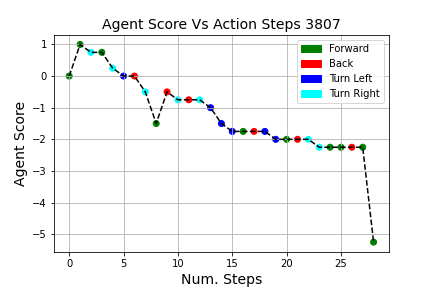 Agent Score Vs Action Steps 3807
Agent Score
1
0
−1
−2
−3
−4
−5
Forward
Back
Turn Left
Turn Right
0 5 10 15 20 25
Num. Steps